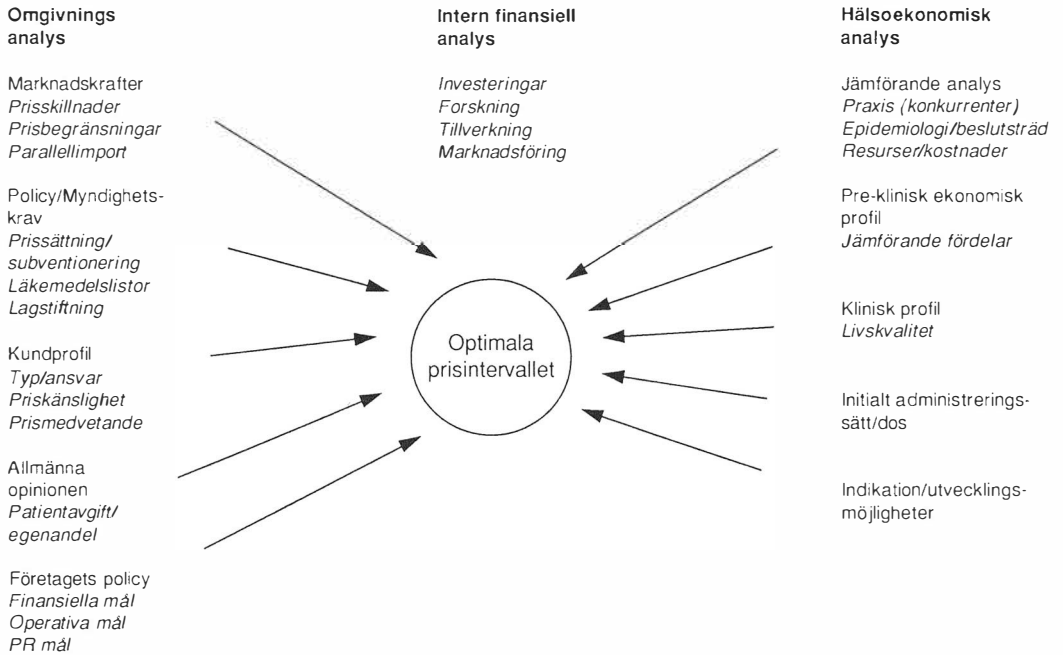 Omgivnings
analys
Marknadskrafter
Prisskillnader
Prisbegränsningar
Parallellimport
Policy/Myndighets-
krav
Prissättning/
subventionering
Läkemedelslistor
Lagstiftning
Kundprofil
Typ/ansvar
Priskänslighet
Prismedvetande
Allmänna
opinionen
Patientavgift/
egenandel
Företagets policy
Finansiella mål
Operativa mål
PR mål
Intern finansiell
analys
Investeringar
Forskning
Tillverkning
Marknadsföring
Optimala
prisintervallet
Hälsoekonomisk
analys
Jämförande analys
Praxis (konkurrenter)
Epidemiologi/beslutsträd
Resurser/kostnader
Pre-klinisk ekonomisk
profil
Jämförande fördelar
Klinisk profil
Livskvalitet
Initialt administrerings-
sätt/dos
Indikation/utvecklings-
möjligheter